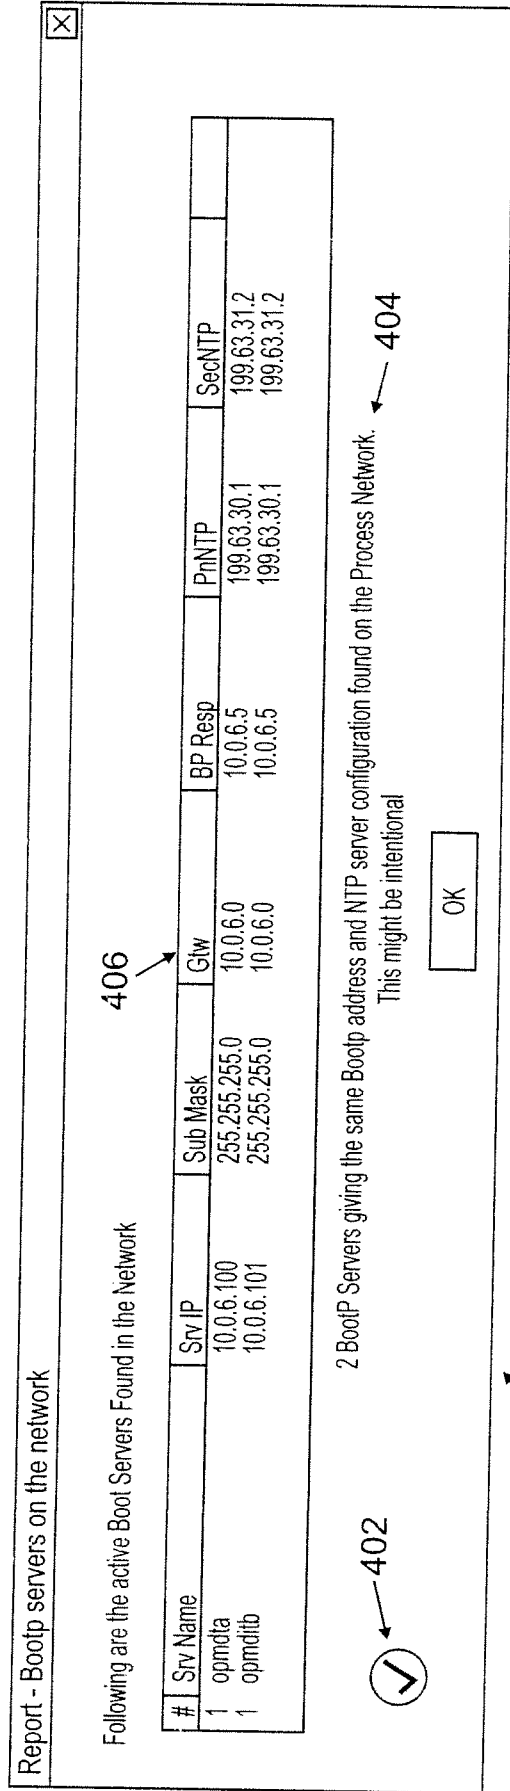 Report - Bootp servers on the network
Following are the active Boot Servers Found in the Network
406
# Srv Name Srv IP Sub Mask Gtw BP Resp PnNTP SecNTP
1 opmdta 10.0.6.100 255.255.255.0 10.0.6.0 10.0.6.5 199.63.30.1 199.63.31.2
1 opmditb 10.0.6.101 255.255.255.0 10.0.6.0 10.0.6.5 199.63.30.1 199.63.31.2
402
2 BootP Servers giving the same Bootp address and NTP server configuration found on the Process Network.
404
This might be intentional
OK